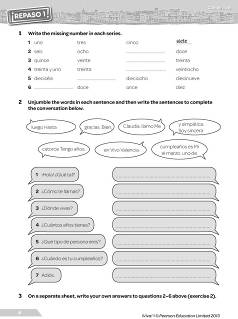 REPASO 1
1 Write the missing number in each series.
1 uno tres cinco siete
2 seis ocho doce
3 quince veinte treinta
4 treinta y uno treinta veintiocho
5 dieciséis dieciocho diecinueve
6 doce once diez
2 Unjumble the words in each sentence and then write the sentences to complete
the conversation below.
luego Hasta
gracias. Bien,
Claudia. llamo Me
y simpática.
Soy sincera
catorce Tengo años.
en Vivo Valencia.
cumpleaños es Mi
el marzo. uno de
1 ¡Hola! ¿Qué tal?
2 ¿Cómo te llamas?
3 ¿Dónde vives?
4 ¿Cuántos años tienes?
5 ¿Qué tipo de persona eres?
6 ¿Cuándo es tu cumpleaños?
7 Adiós.
3 On a separate sheet, write your own answers to questions 2–6 above (exercise 2).
¡Viva! 1 © Pearson Education Limited 2013